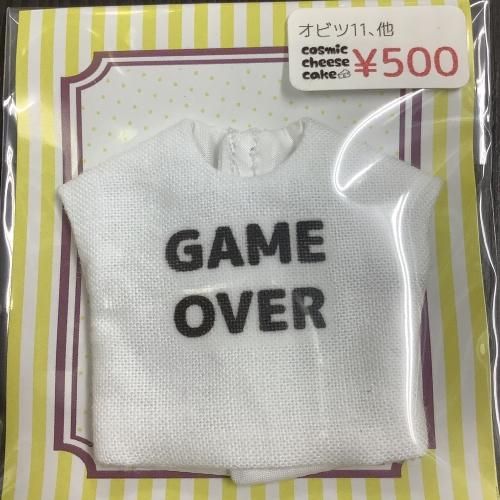 オビツ11、他
cosmic
cheese
cake
¥500
GAME
OVER